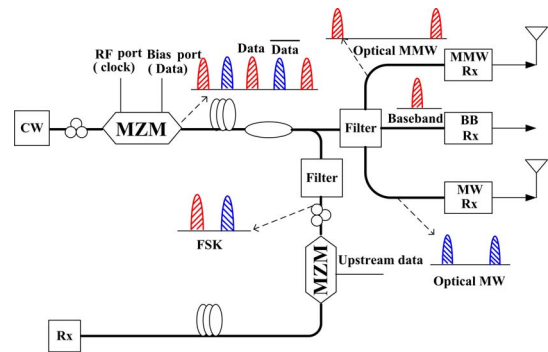 RF port
( clock)
Bias port
( Data)
Data
Data
Optical MMW
MMW
Rx
CW
MZM
Filter
Baseband
BB
Rx
Filter
MW
Rx
FSK
MZM
Upstream data
Optical MW
Rx